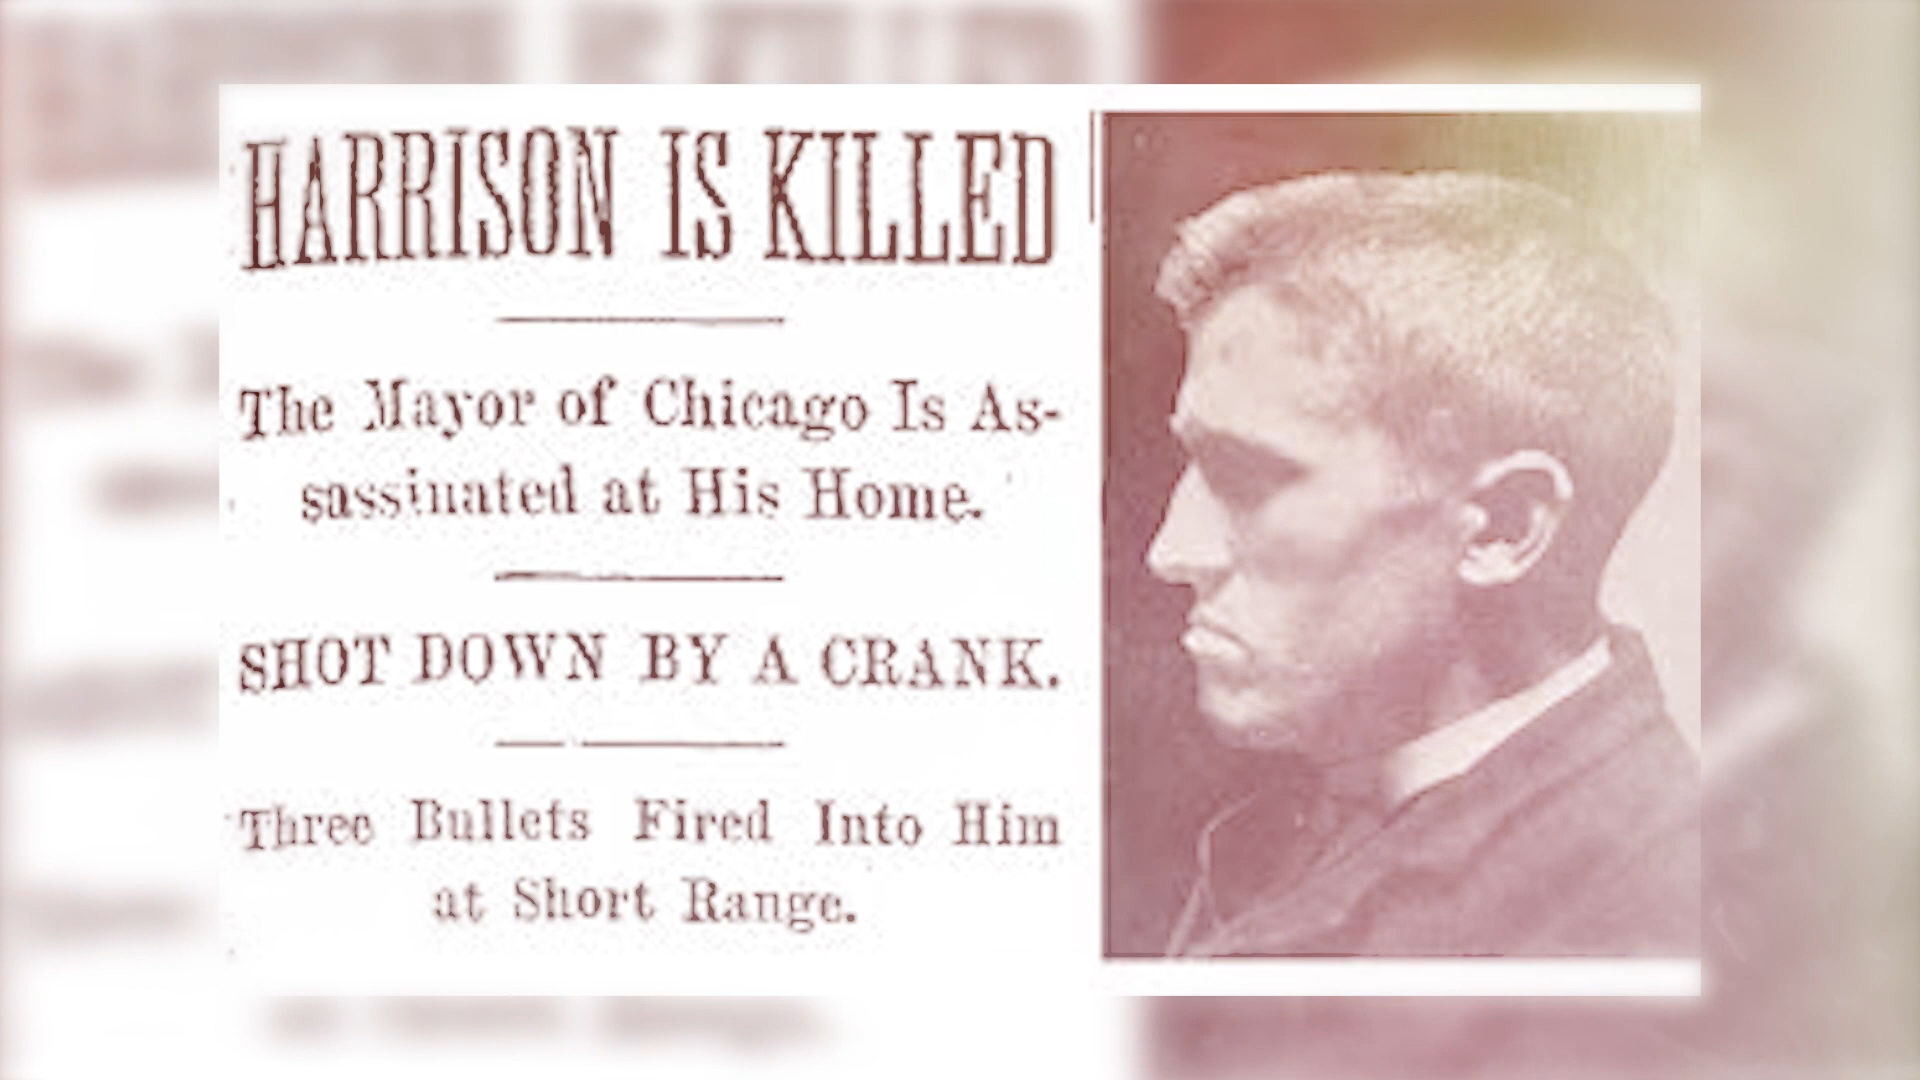 HARRISON IS KILLED
The Mayor of Chicago Is As-
sassinated at His Home.
SHOT DOWN BY A CRANK.
Three Bullets Fired Into Him
at Short Range.